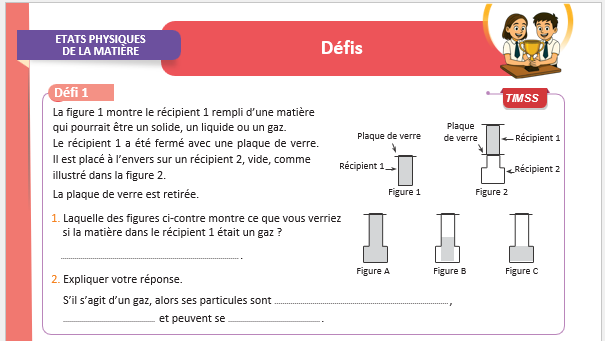 ETATS PHYSIQUES
DE LA MATIÈRE
Défis
Défi 1
TIMSS
La figure 1 montre le récipient 1 rempli d'une matière
qui pourrait être un solide, un liquide ou un gaz.
Le récipient 1 a été fermé avec une plaque de verre.
Il est placé à l'envers sur un récipient 2, vide, comme
illustré dans la figure 2.
La plaque de verre est retirée.
Plaque de verre
Récipient 1
Figure 1
Plaque
de verre
Récipient 1
Récipient 2
Figure 2
1. Laquelle des figures ci-contre montre ce que vous verriez
si la matière dans le récipient 1 était un gaz ?
Figure A
Figure B
Figure C
2. Expliquer votre réponse.
S'il s'agit d'un gaz, alors ses particules sont ,
et peuvent se .